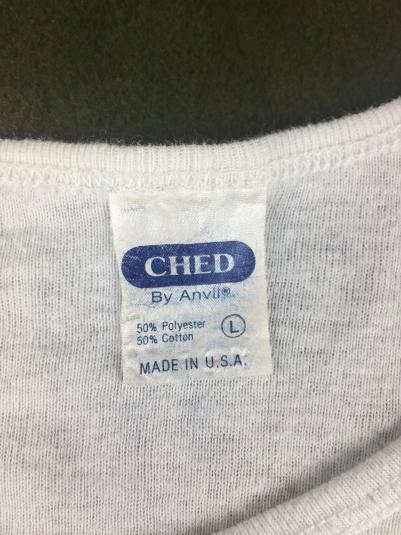 CHED
By Anvil®
50% Polyester
50% Cotton
L
MADE IN U.S.A.